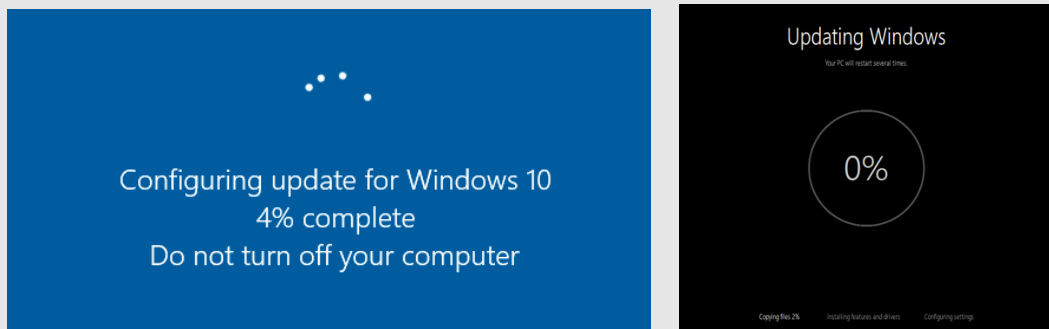 Configuring update for Windows 10
4% complete
Do not turn off your computer
Updating Windows
Your PC will restart several times.
0%
Copying files 2% Installing features and drivers Configuring settings